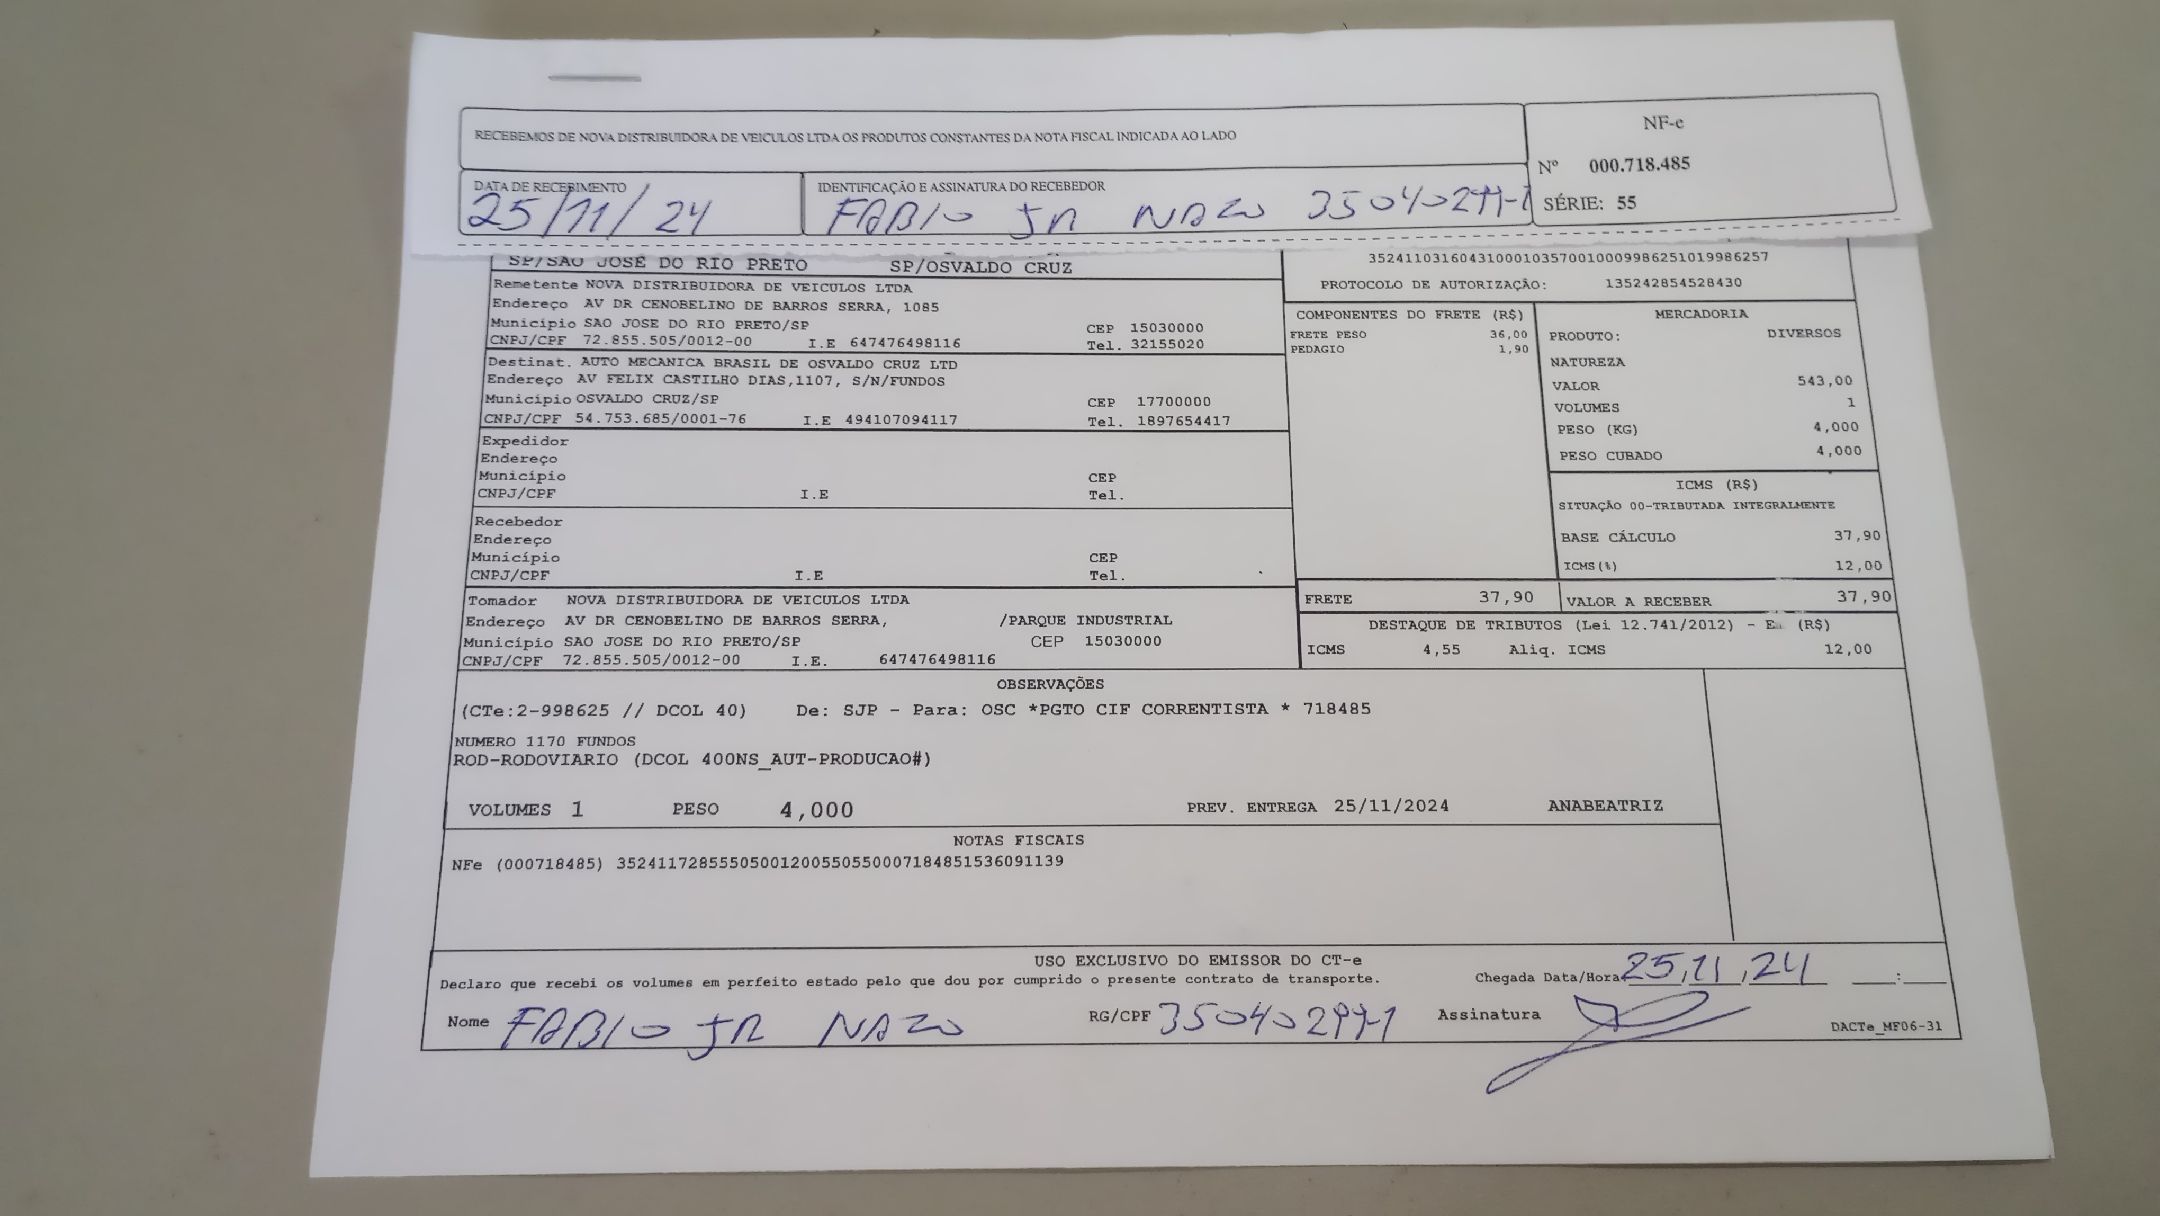 RECEBEMOS DE NOVA DISTRIBUIDORA DE VEICULOS LTDA OS PRODUTOS CONSTANTES DA NOTA FISCAL INDICADA AO LADO
NF-e
Nº 000.718.485
SÉRIE: 55
DATA DE RECEBIMENTO
25/11/24
IDENTIFICAÇÃO E ASSINATURA DO RECEBEDOR
FABIO JR NAZO 35040299-1
SP/SAO JOSE DO RIO PRETO SP/OSVALDO CRUZ
Remetente NOVA DISTRIBUIDORA DE VEICULOS LTDA
Endereço AV DR CENOBELINO DE BARROS SERRA, 1085
Município SAO JOSE DO RIO PRETO/SP CEP 15030000
CNPJ/CPF 72.855.505/0012-00 I.E 647476498116 Tel. 32155020
Destinat. AUTO MECANICA BRASIL DE OSVALDO CRUZ LTD
Endereço AV FELIX CASTILHO DIAS,1107, S/N/FUNDOS
Município OSVALDO CRUZ/SP CEP 17700000
CNPJ/CPF 54.753.685/0001-76 I.E 494107094117 Tel. 1897654417
Expedidor
Endereço
Município CEP
CNPJ/CPF I.E Tel.
Recebedor
Endereço
Município CEP
CNPJ/CPF I.E Tel.
Tomador NOVA DISTRIBUIDORA DE VEICULOS LTDA
Endereço AV DR CENOBELINO DE BARROS SERRA, /PARQUE INDUSTRIAL
Município SAO JOSE DO RIO PRETO/SP CEP 15030000
CNPJ/CPF 72.855.505/0012-00 I.E. 647476498116
35241103160431000103570010009986251019986257
PROTOCOLO DE AUTORIZAÇÃO: 135242854528430
COMPONENTES DO FRETE (R$)
FRETE PESO 36,00
PEDAGIO 1,90
MERCADORIA
PRODUTO: DIVERSOS
NATUREZA
VALOR 543,00
VOLUMES 1
PESO (KG) 4,000
PESO CUBADO 4,000
ICMS (R$)
SITUAÇÃO 00-TRIBUTADA INTEGRALMENTE
BASE CÁLCULO 37,90
ICMS(%) 12,00
FRETE 37,90 VALOR A RECEBER 37,90
DESTAQUE DE TRIBUTOS (Lei 12.741/2012) - E (R$)
ICMS 4,55 Aliq. ICMS 12,00
OBSERVAÇÕES
(CTe:2-998625 // DCOL 40) De: SJP - Para: OSC *PGTO CIF CORRENTISTA * 718485
NUMERO 1170 FUNDOS
ROD-RODOVIARIO (DCOL 400NS_AUT-PRODUCAO#)
VOLUMES 1 PESO 4,000 PREV. ENTREGA 25/11/2024 ANABEATRIZ
NOTAS FISCAIS
NFe (000718485) 35241172855505001200550550007184851536091139
USO EXCLUSIVO DO EMISSOR DO CT-e
Declaro que recebi os volumes em perfeito estado pelo que dou por cumprido o presente contrato de transporte. Chegada Data/Hora 25,11,24 :
Nome FABIO JR NAZO RG/CPF 35040299-1 Assinatura
DACTe_MF06-31